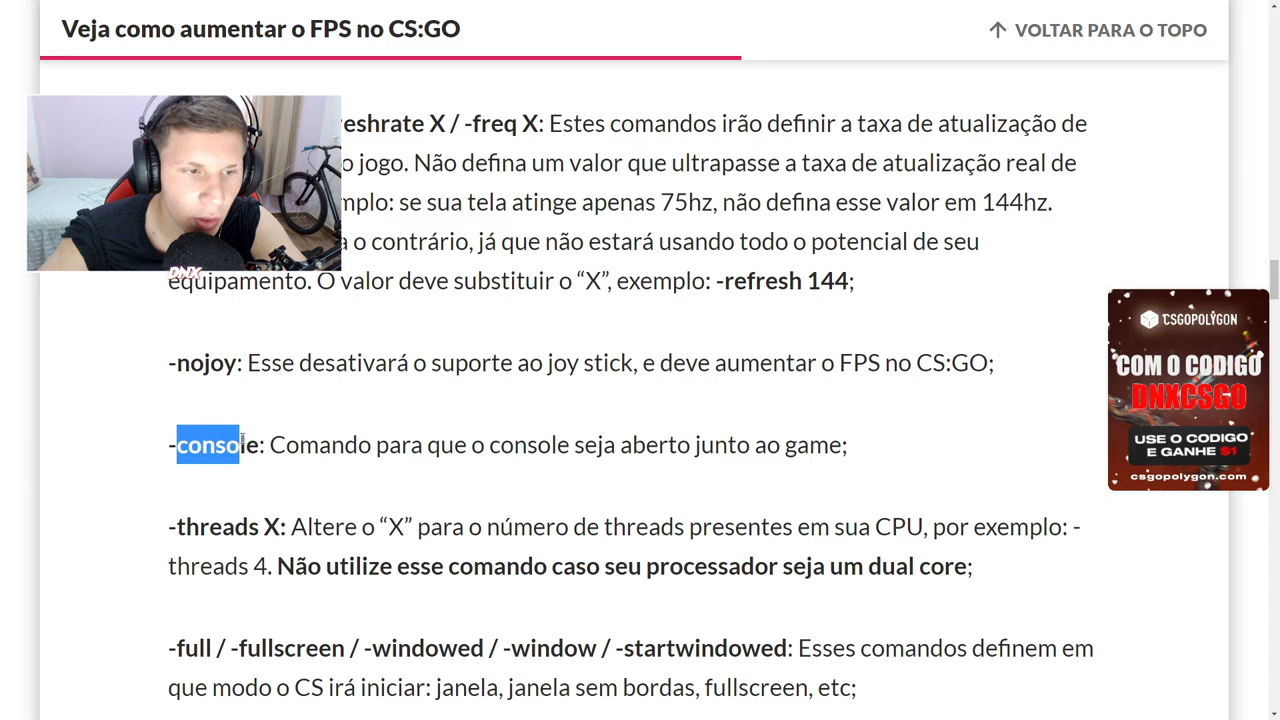 Veja como aumentar o FPS no CS:GO
VOLTAR PARA O TOPO
eshrate X / -freq X: Estes comandos irão definir a taxa de atualização de
o jogo. Não defina um valor que ultrapasse a taxa de atualização real de
mplo: se sua tela atinge apenas 75hz, não defina esse valor em 144hz.
a o contrário, já que não estará usando todo o potencial de seu
DNX
equipamento. O valor deve substituir o “X”, exemplo: -refresh 144;
-nojoy: Esse desativará o suporte ao joy stick, e deve aumentar o FPS no CS:GO;
-console: Comando para que o console seja aberto junto ao game;
-threads X: Altere o “X” para o número de threads presentes em sua CPU, por exemplo: -
threads 4. Não utilize esse comando caso seu processador seja um dual core;
-full / -fullscreen / -windowed / -window / -startwindowed: Esses comandos definem em
que modo o CS irá iniciar: janela, janela sem bordas, fullscreen, etc;
CSGOPOLYGON
COM O CODIGO
DNXCSGO
USE O CODIGO
E GANHE $1
csgopolygon.com